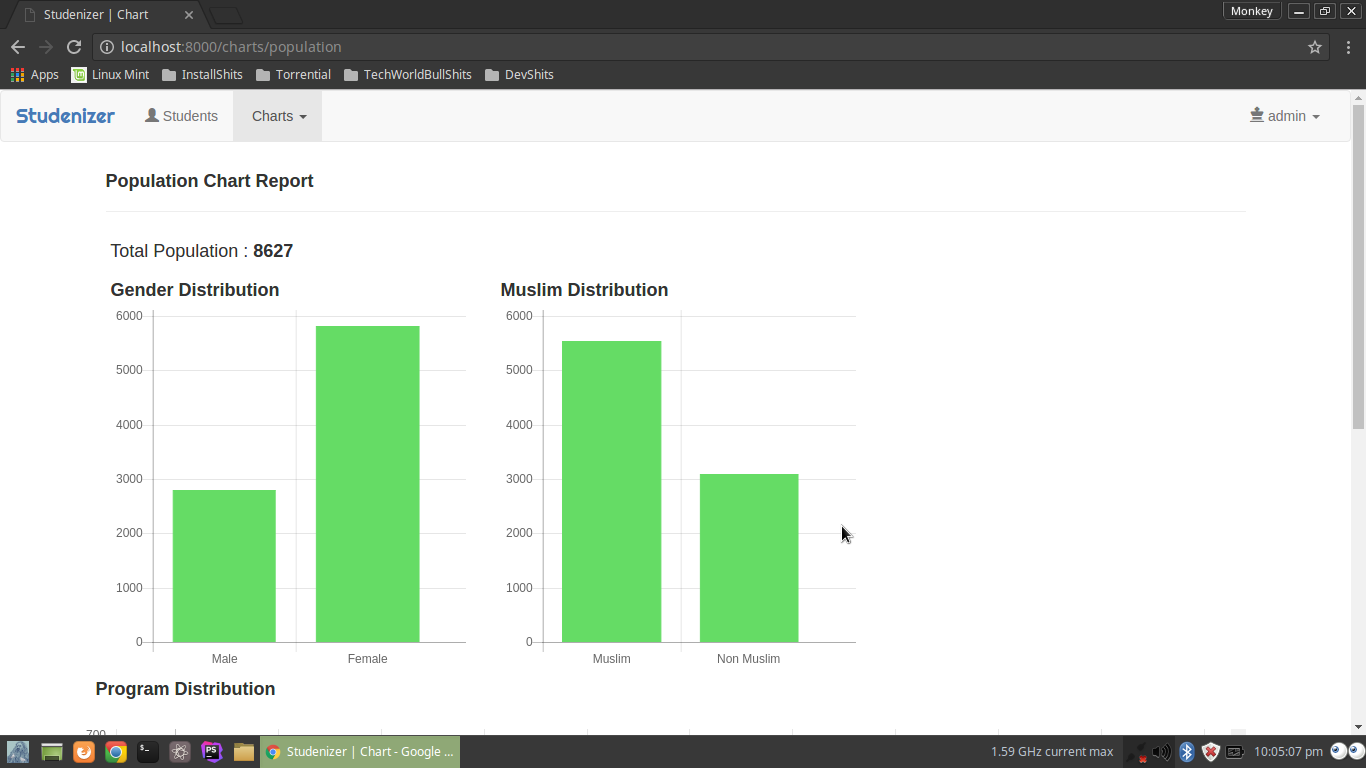 Studenizer | Chart
Monkey
localhost:8000/charts/population
Apps Linux Mint InstallShits Torrential TechWorldBullShits DevShits
Studenizer Students Charts admin
Population Chart Report
Total Population : 8627
Gender Distribution
6000
5000
4000
3000
2000
1000
0
Male Female
Muslim Distribution
6000
5000
4000
3000
2000
1000
0
Muslim Non Muslim
Program Distribution
700
Studenizer | Chart - Google ...
1.59 GHz current max
10:05:07 pm